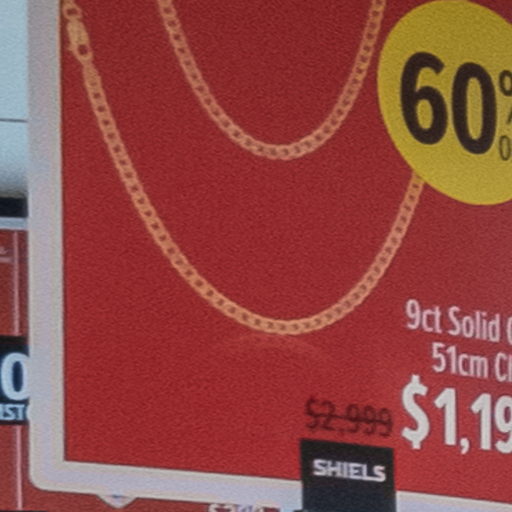 60%
9ct Solid
51cm
$2,999
$1,19
SHIELS